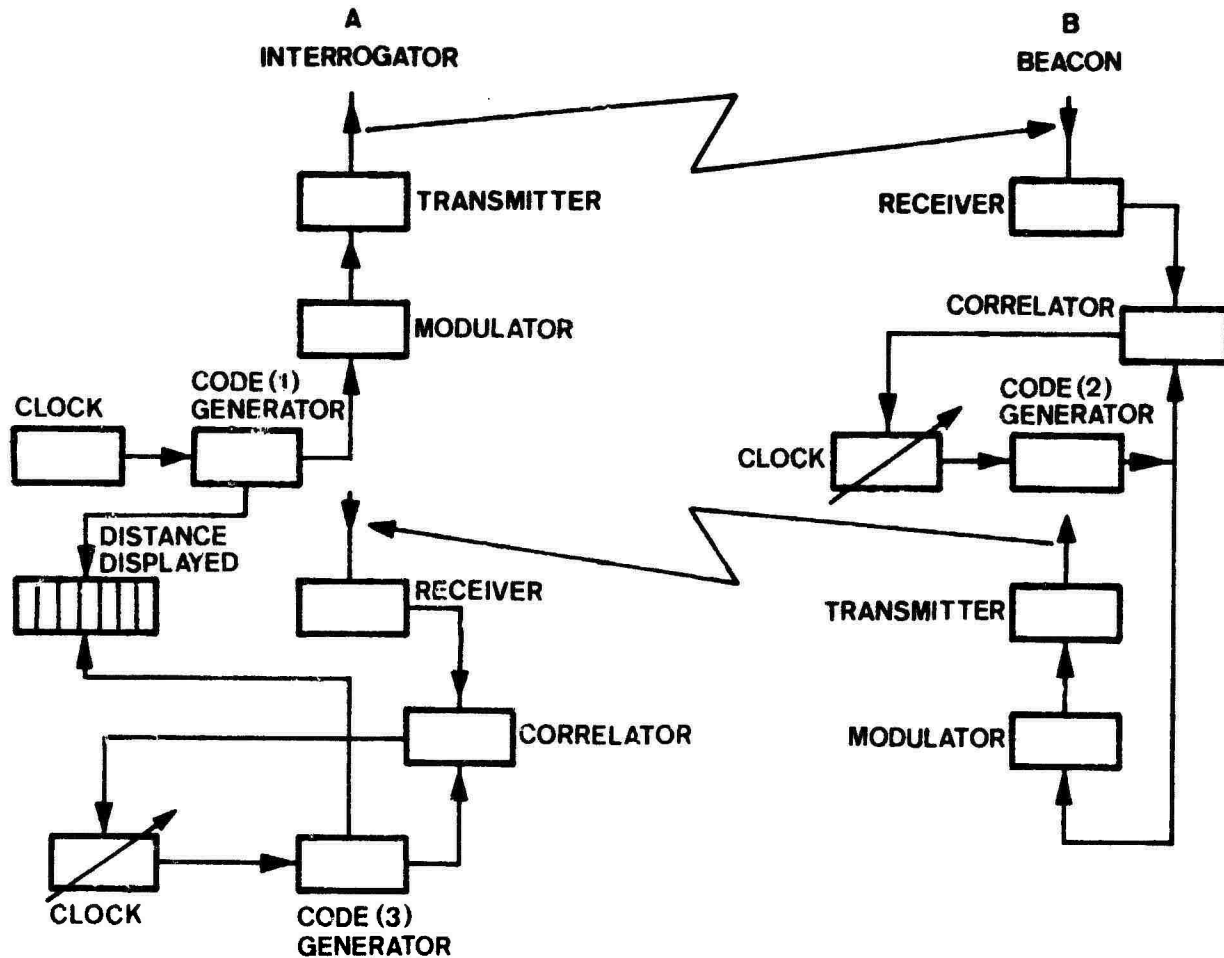 A
INTERROGATOR
B
BEACON
TRANSMITTER
RECEIVER
MODULATOR
CORRELATOR
CLOCK
CODE (1)
GENERATOR
CODE (2)
GENERATOR
CLOCK
DISTANCE
DISPLAYED
RECEIVER
TRANSMITTER
CORRELATOR
MODULATOR
CLOCK
CODE (3)
GENERATOR